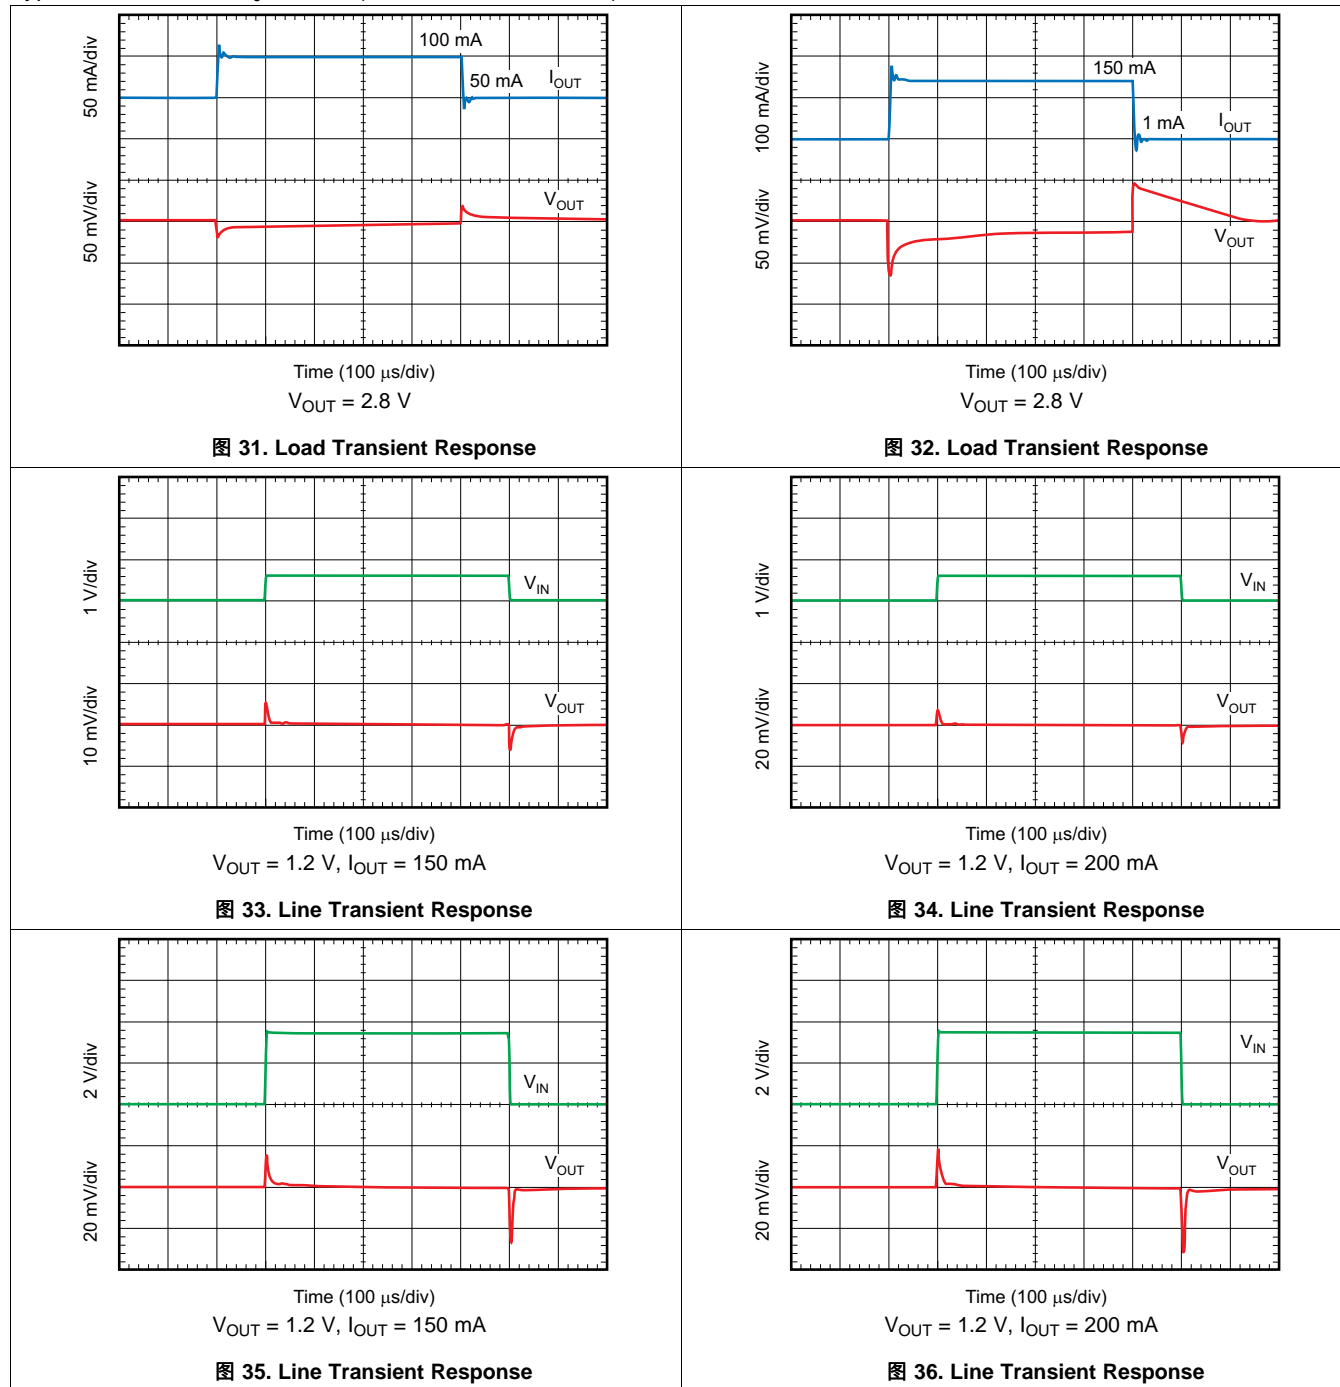 50 mA/div
100 mA
50 mA
IOUT
50 mV/div
VOUT
Time (100 μs/div)
VOUT = 2.8 V
图 31. Load Transient Response
100 mA/div
150 mA
1 mA
IOUT
50 mV/div
VOUT
Time (100 μs/div)
VOUT = 2.8 V
图 32. Load Transient Response
1 V/div
VIN
10 mV/div
VOUT
Time (100 μs/div)
VOUT = 1.2 V, IOUT = 150 mA
图 33. Line Transient Response
1 V/div
VIN
20 mV/div
VOUT
Time (100 μs/div)
VOUT = 1.2 V, IOUT = 200 mA
图 34. Line Transient Response
2 V/div
VIN
20 mV/div
VOUT
Time (100 μs/div)
VOUT = 1.2 V, IOUT = 150 mA
图 35. Line Transient Response
2 V/div
VIN
20 mV/div
VOUT
Time (100 μs/div)
VOUT = 1.2 V, IOUT = 200 mA
图 36. Line Transient Response